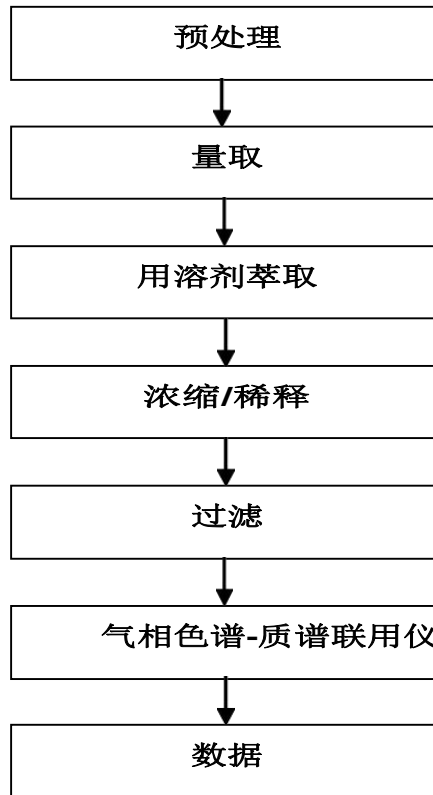 预处理
量取
用溶剂萃取
浓缩/稀释
过滤
气相色谱-质谱联用仪
数据